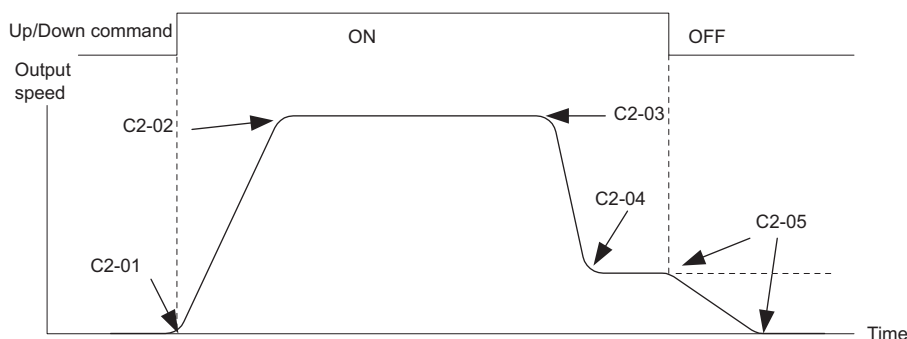 Up/Down command
ON
OFF
Output
speed
C2-02
C2-03
C2-04
C2-05
C2-01
Time